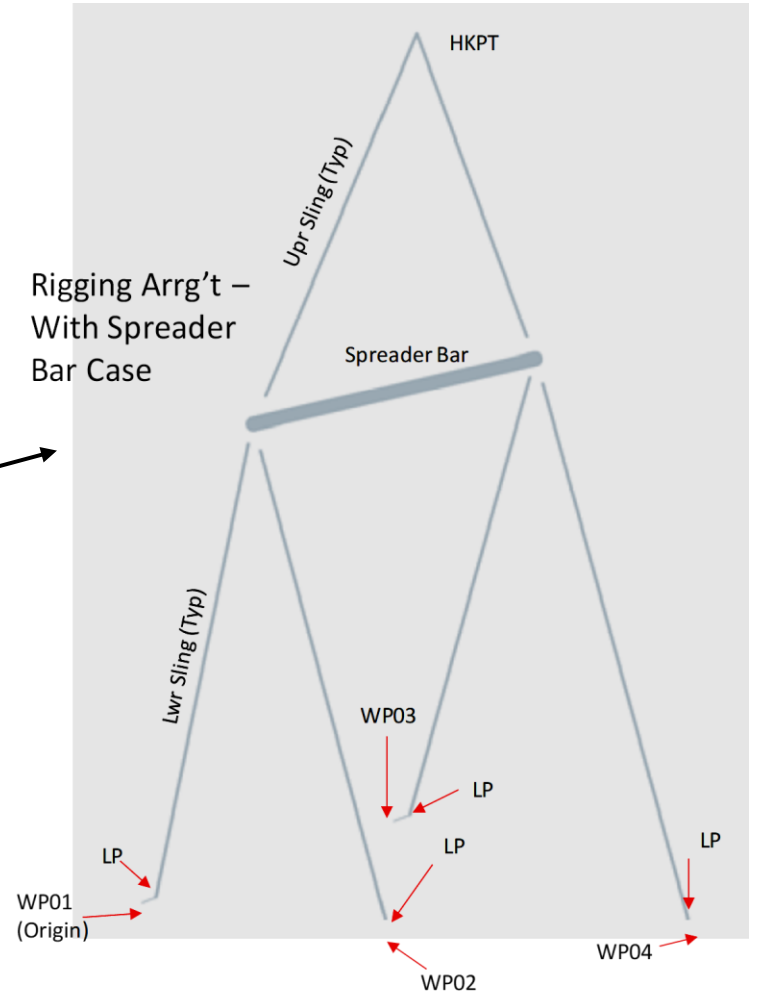 HKPT
Upr Sling (Typ)
Rigging Arrg’t –
With Spreader
Bar Case
Spreader Bar
Lwr Sling (Typ)
WP03
LP
LP
LP
LP
WP01
(Origin)
WP04
WP02